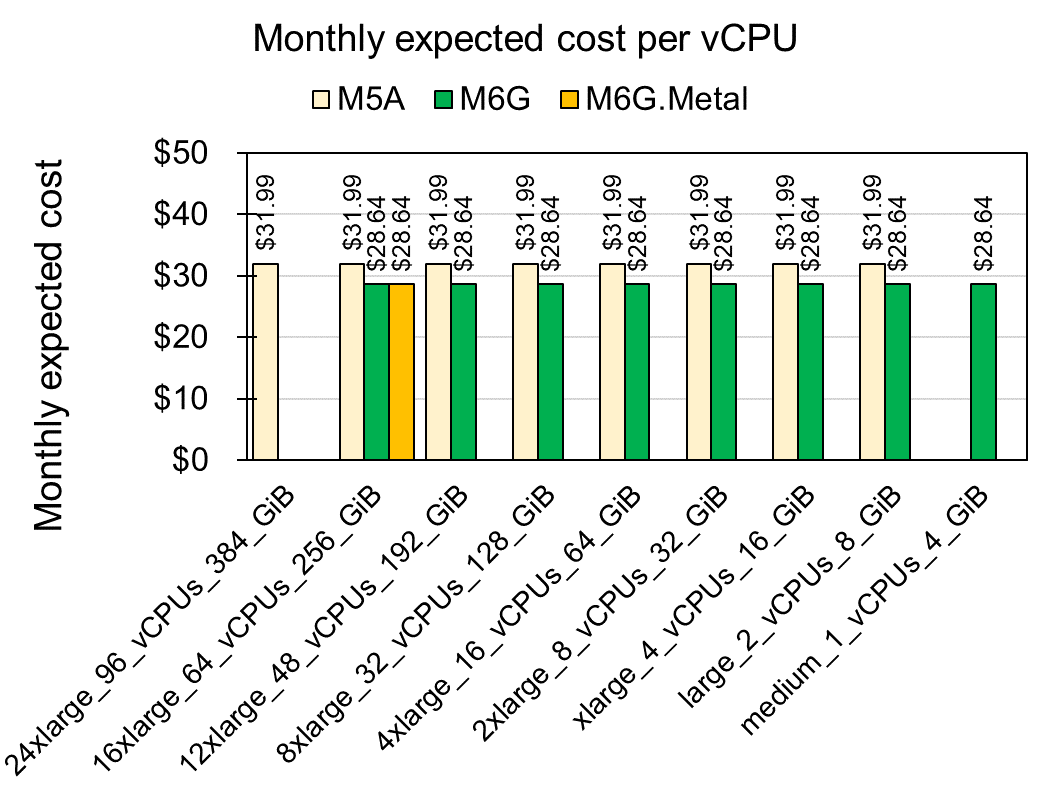 Monthly expected cost per vCPU
M5A M6G M6G.Metal
Monthly expected cost
$50
$40
$30
$20
$10
$0
$31.99
$31.99
$28.64
$28.64
$31.99
$28.64
$31.99
$28.64
$31.99
$28.64
$31.99
$28.64
$31.99
$28.64
$31.99
$28.64
$28.64
24xlarge_96_vCPUs_384_GiB
16xlarge_64_vCPUs_256_GiB
12xlarge_48_vCPUs_192_GiB
8xlarge_32_vCPUs_128_GiB
4xlarge_16_vCPUs_64_GiB
2xlarge_8_vCPUs_32_GiB
xlarge_4_vCPUs_16_GiB
large_2_vCPUs_8_GiB
medium_1_vCPUs_4_GiB